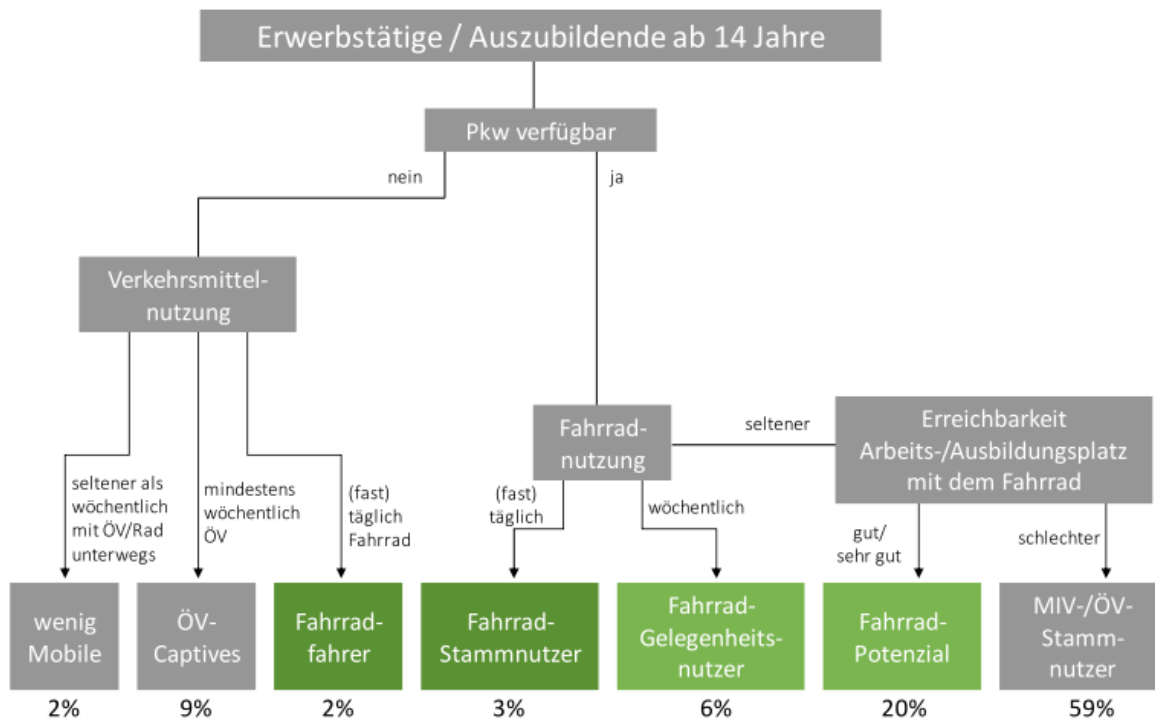 Erwerbstätige / Auszubildende ab 14 Jahre
Pkw verfügbar
nein
ja
Verkehrsmittel-
nutzung
Fahrrad-
nutzung
seltener
Erreichbarkeit
Arbeits-/Ausbildungsplatz
mit dem Fahrrad
seltener als
wöchentlich
mit ÖV/Rad
unterwegs
mindestens
wöchentlich
ÖV
(fast)
täglich
Fahrrad
(fast)
täglich
wöchentlich
gut/
sehr gut
schlechter
wenig
Mobile
ÖV-
Captives
Fahrrad-
fahrer
Fahrrad-
Stammnutzer
Fahrrad-
Gelegenheits-
nutzer
Fahrrad-
Potenzial
MIV-/ÖV-
Stamm-
nutzer
2%
9%
2%
3%
6%
20%
59%